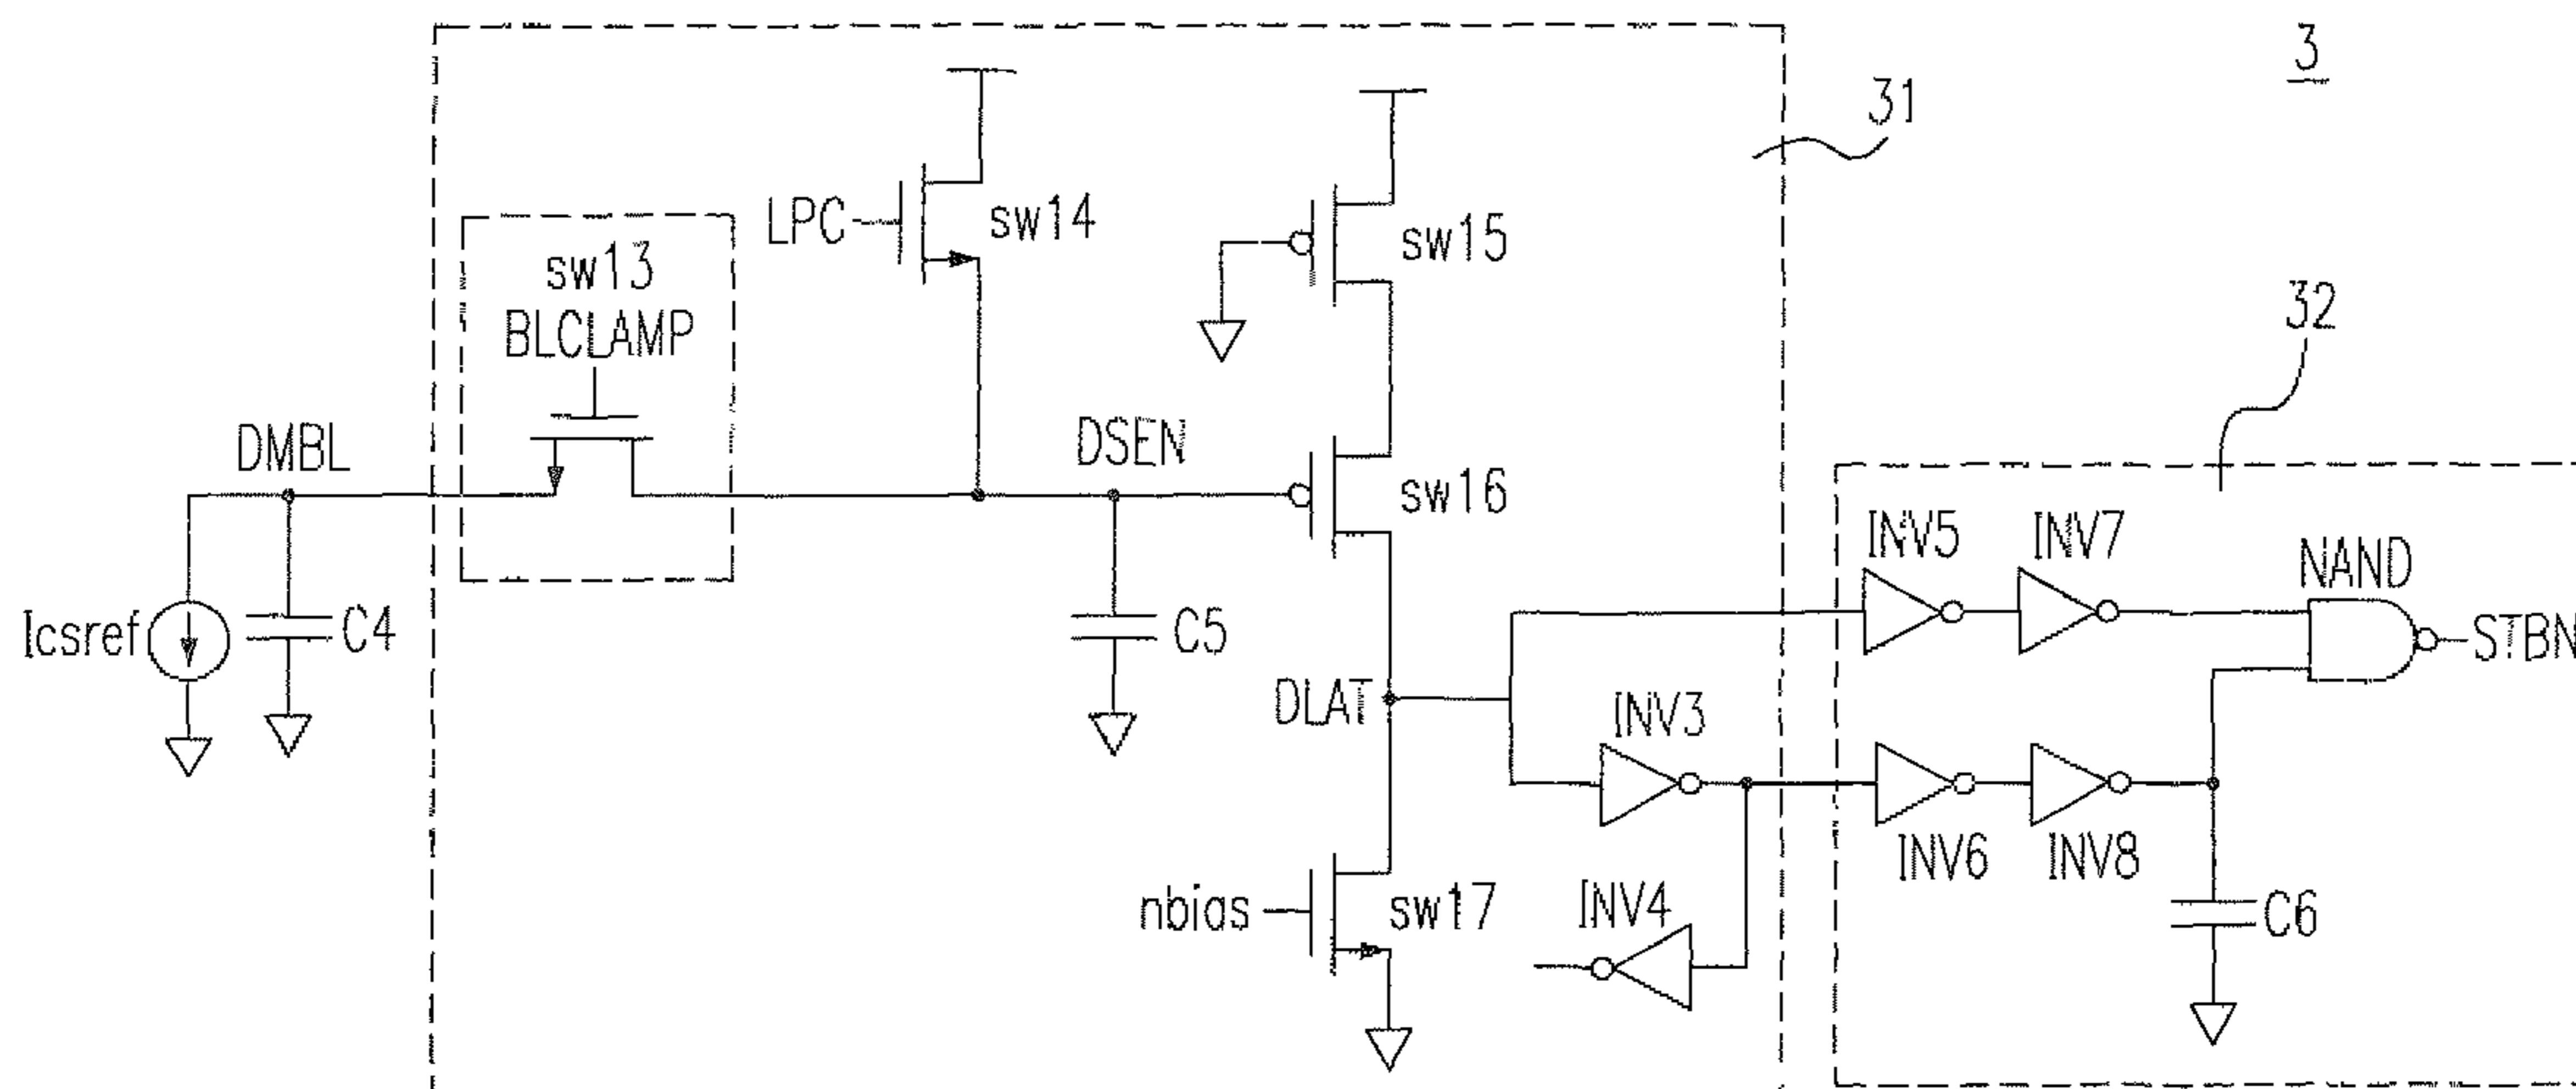 3
31
LPC
sw14
sw15
sw13
BLCLAMP
32
DMBL
DSEN
sw16
INV5
INV7
NAND
Icsref
C4
C5
STBN
DLAT
INV3
INV6
INV8
nbias
sw17
INV4
C6